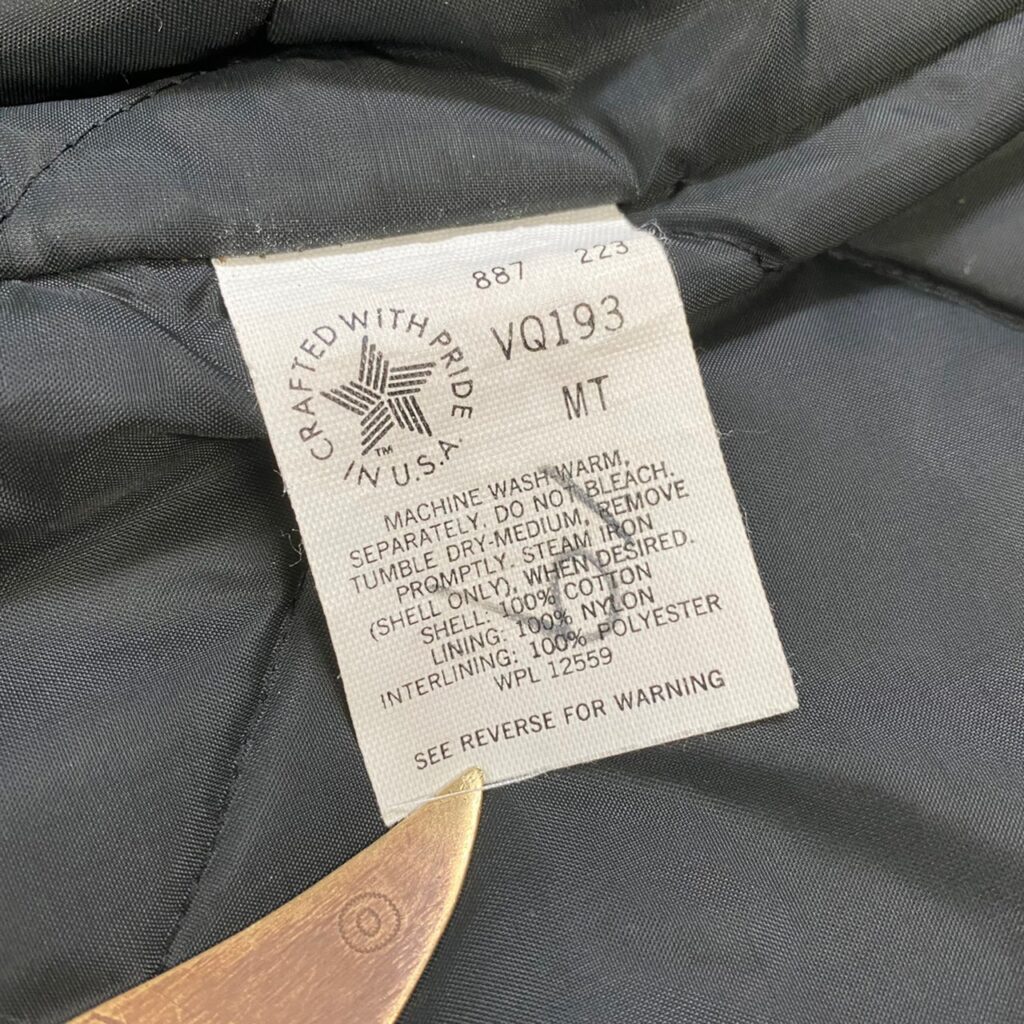 887 223
CRAFTED WITH PRIDE
IN U.S.A.
TM
VQ193
MT
MACHINE WASH-WARM,
SEPARATELY. DO NOT BLEACH.
TUMBLE DRY-MEDIUM, REMOVE
PROMPTLY. STEAM IRON
(SHELL ONLY), WHEN DESIRED.
SHELL: 100% COTTON
LINING: 100% NYLON
INTERLINING: 100% POLYESTER
WPL 12559
SEE REVERSE FOR WARNING